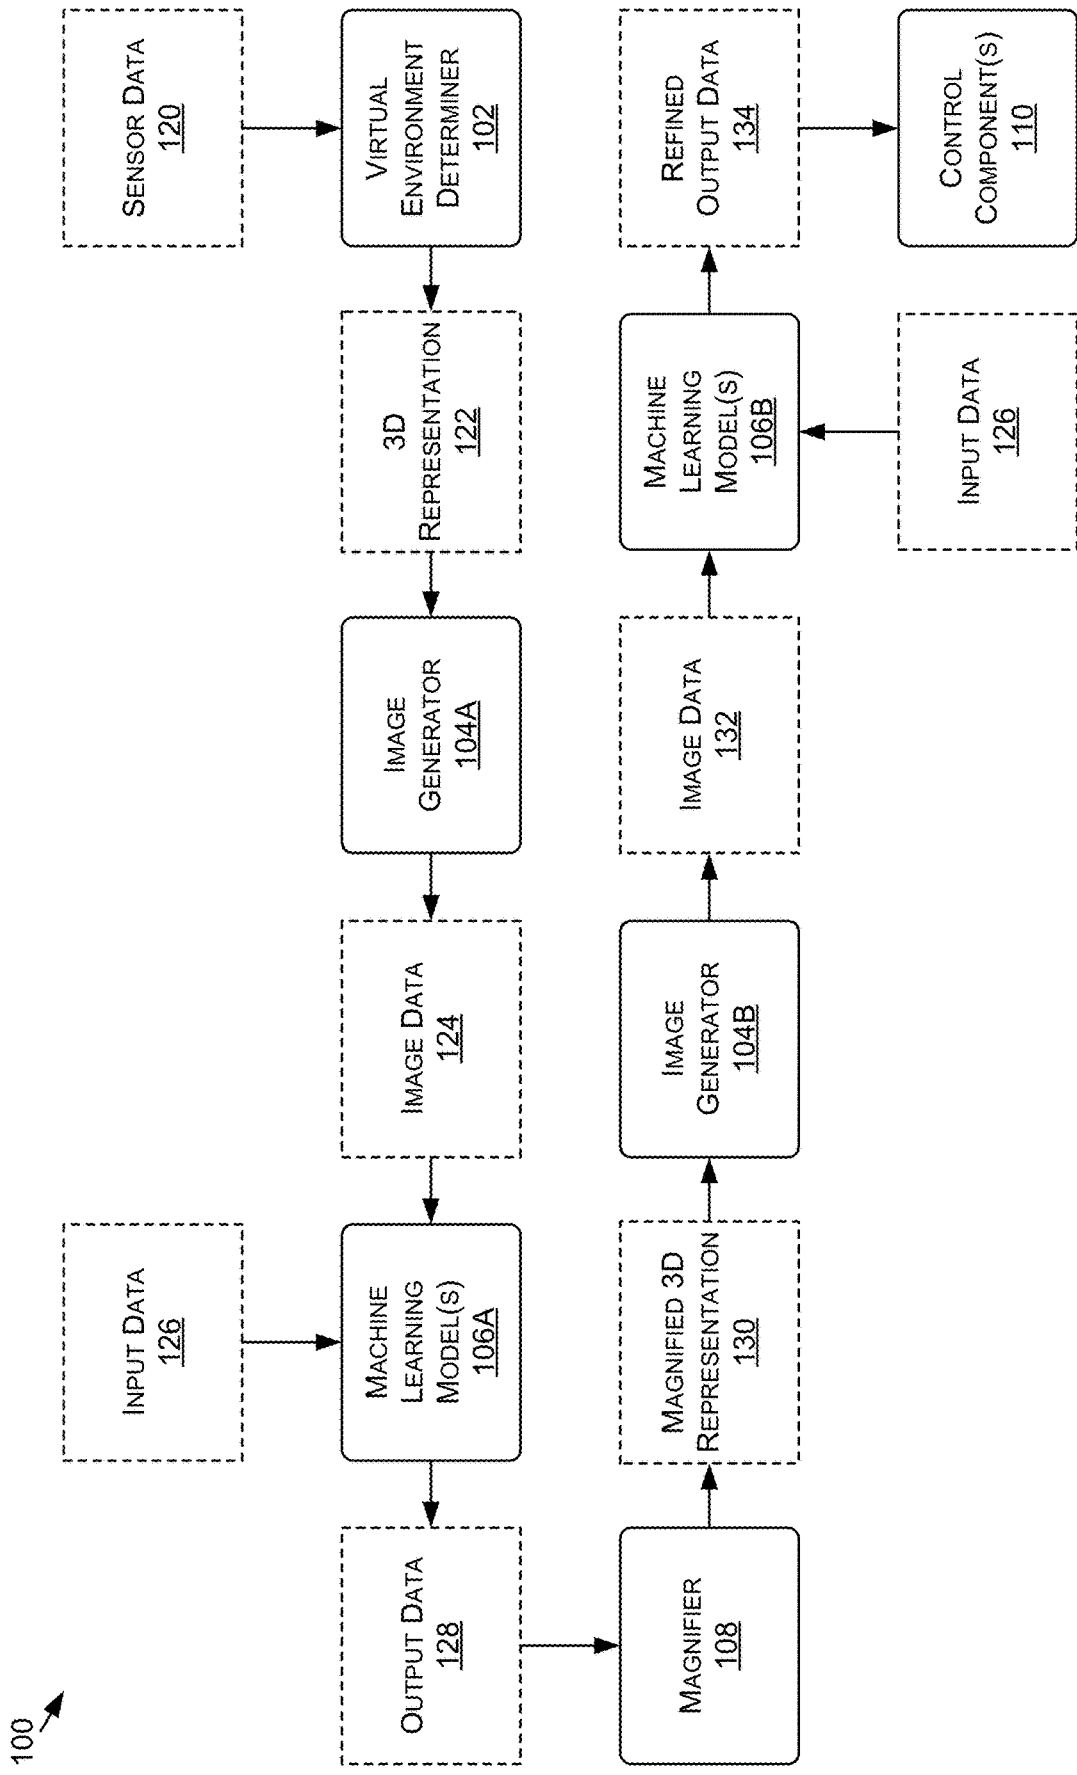 100
SENSOR DATA
120
VIRTUAL
ENVIRONMENT
DETERMINER
102
3D
REPRESENTATION
122
IMAGE
GENERATOR
104A
IMAGE DATA
124
INPUT DATA
126
MACHINE
LEARNING
MODEL(S)
106A
OUTPUT DATA
128
MAGNIFIER
108
MAGNIFIED 3D
REPRESENTATION
130
IMAGE
GENERATOR
104B
IMAGE DATA
132
MACHINE
LEARNING
MODEL(S)
106B
INPUT DATA
126
REFINED
OUTPUT DATA
134
CONTROL
COMPONENT(S)
110